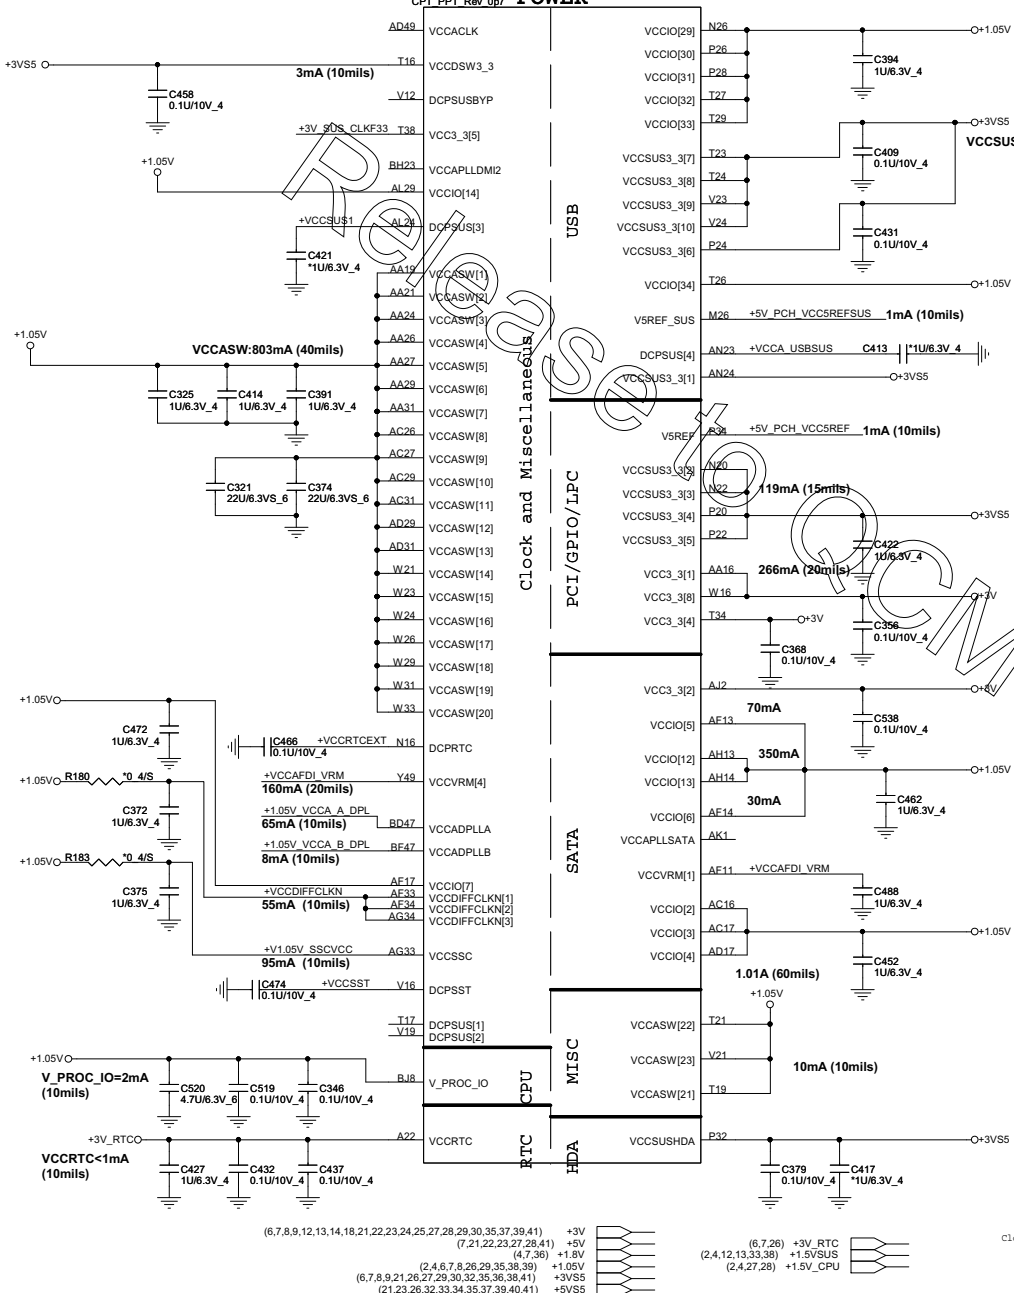 CPT_PPT_Rev_0p7 POWER
AD49 VCCACLK
+3VS5 T16 VCCDSW3_3
3mA (10mils)
C458
0.1U/10V_4
V12 DCPSUSBYP
+3V_SUS_CLKF33 T38 VCC3_3[5]
BH23 VCCAPLLDMI2
+1.05V
AL29 VCCIO[14]
+VCCSUS1 AL24 DCPSUS[3]
C421
*1U/6.3V_4
AA19 VCCASW[1]
AA21 VCCASW[2]
AA24 VCCASW[3]
AA26 VCCASW[4]
+1.05V
VCCASW:803mA (40mils)
AA27 VCCASW[5]
AA29 VCCASW[6]
C325
1U/6.3V_4
C414
1U/6.3V_4
C391
1U/6.3V_4
AA31 VCCASW[7]
AC26 VCCASW[8]
AC27 VCCASW[9]
AC29 VCCASW[10]
C321
22U/6.3VS_6
C374
22U/6.3VS_6
AC31 VCCASW[11]
AD29 VCCASW[12]
AD31 VCCASW[13]
W21 VCCASW[14]
W23 VCCASW[15]
W24 VCCASW[16]
W26 VCCASW[17]
W29 VCCASW[18]
W31 VCCASW[19]
W33 VCCASW[20]
+1.05V
C472
1U/6.3V_4
C466
0.1U/10V_4
+VCCRTCEXT N16 DCPRTC
+1.05V R180 *0_4/S
+VCCAFDI_VRM Y49 VCCVRM[4]
160mA (20mils)
C372
1U/6.3V_4
+1.05V_VCCA_A_DPL BD47 VCCADPLLA
65mA (10mils)
+1.05V_VCCA_B_DPL BF47 VCCADPLLB
8mA (10mils)
+1.05V R183 *0_4/S
C375
1U/6.3V_4
AF17 VCCIO[7]
+VCCDIFFCLKN AF33 VCCDIFFCLKN[1]
55mA (10mils)
AF34 VCCDIFFCLKN[2]
AG34 VCCDIFFCLKN[3]
+V1.05V_SSCVCC AG33 VCCSSC
95mA (10mils)
C474
0.1U/10V_4
+VCCSST V16 DCPSST
T17 DCPSUS[1]
V19 DCPSUS[2]
+1.05V
V_PROC_IO=2mA
(10mils)
C520
4.7U/6.3V_6
C519
0.1U/10V_4
C346
0.1U/10V_4
BJ8 V_PROC_IO
+3V_RTC
VCCRTC<1mA
(10mils)
C427
1U/6.3V_4
C432
0.1U/10V_4
C437
0.1U/10V_4
A22 VCCRTC
Clock and Miscellaneous
CPU
RTC
USB
PCI/GPIO/LPC
SATA
MISC
HDA
VCCIO[29] N26 +1.05V
VCCIO[30] P26
VCCIO[31] P28
VCCIO[32] T27
VCCIO[33] T29
C394
1U/6.3V_4
+3VS5
VCCSUS
VCCSUS3_3[7] T23
VCCSUS3_3[8] T24
VCCSUS3_3[9] V23
VCCSUS3_3[10] V24
VCCSUS3_3[6] P24
C409
0.1U/10V_4
C431
0.1U/10V_4
VCCIO[34] T26 +1.05V
V5REF_SUS M26 +5V_PCH_VCC5REFSUS 1mA (10mils)
DCPSUS[4] AN23 +VCCA_USBSUS C413 *1U/6.3V_4
VCCSUS3_3[1] AN24 +3VS5
V5REF P34 +5V_PCH_VCC5REF 1mA (10mils)
VCCSUS3_3[2] N20
VCCSUS3_3[3] N22 119mA (15mils)
VCCSUS3_3[4] P20 +3VS5
VCCSUS3_3[5] P22
C422
1U/6.3V_4
VCC3_3[1] AA16 266mA (20mils)
VCC3_3[8] W16 +3V
VCC3_3[4] T34 +3V
C356
0.1U/10V_4
C368
0.1U/10V_4
VCC3_3[2] AJ2 +3V
70mA
C538
0.1U/10V_4
VCCIO[5] AF13
VCCIO[12] AH13 350mA
VCCIO[13] AH14 +1.05V
30mA
C462
1U/6.3V_4
VCCIO[6] AF14
VCCAPLLSATA AK1
VCCVRM[1] AF11 +VCCAFDI_VRM
C488
1U/6.3V_4
VCCIO[2] AC16
VCCIO[3] AC17 +1.05V
VCCIO[4] AD17
C452
1U/6.3V_4
1.01A (60mils)
+1.05V
VCCASW[22] T21
VCCASW[23] V21
10mA (10mils)
VCCASW[21] T19
VCCSUSHDA P32 +3VS5
C379
0.1U/10V_4
C417
*1U/6.3V_4
Release to QCM
(6,7,8,9,12,13,14,18,21,22,23,24,25,27,28,29,30,35,37,39,41) +3V
(7,21,22,23,27,28,41) +5V
(4,7,36) +1.8V
(2,4,6,7,8,26,29,35,38,39) +1.05V
(6,7,8,9,21,26,27,29,30,32,35,36,38,41) +3VS5
(21,23,26,32,33,34,35,37,39,40,41) +5VS5
(6,7,26) +3V_RTC
(2,4,12,13,33,38) +1.5VSUS
(2,4,27,28) +1.5V_CPU